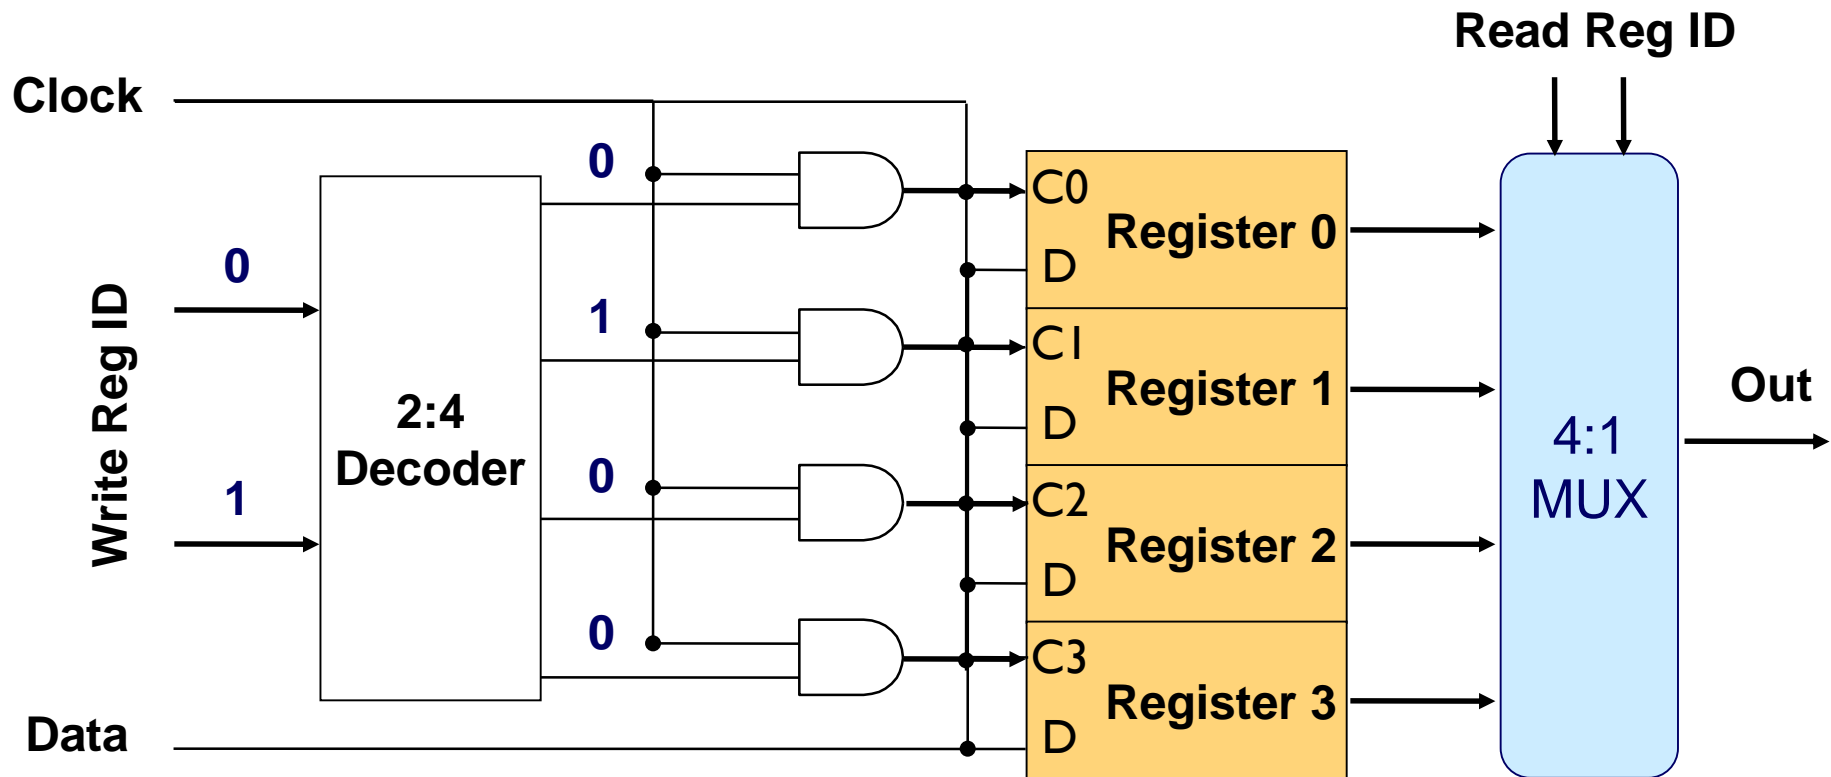 Read Reg ID
Clock
0
C0
Register 0
D
0
1
C1
Register 1
D
Write Reg ID
2:4
Decoder
Out
4:1
MUX
0
1
C2
Register 2
D
0
C3
Register 3
D
Data